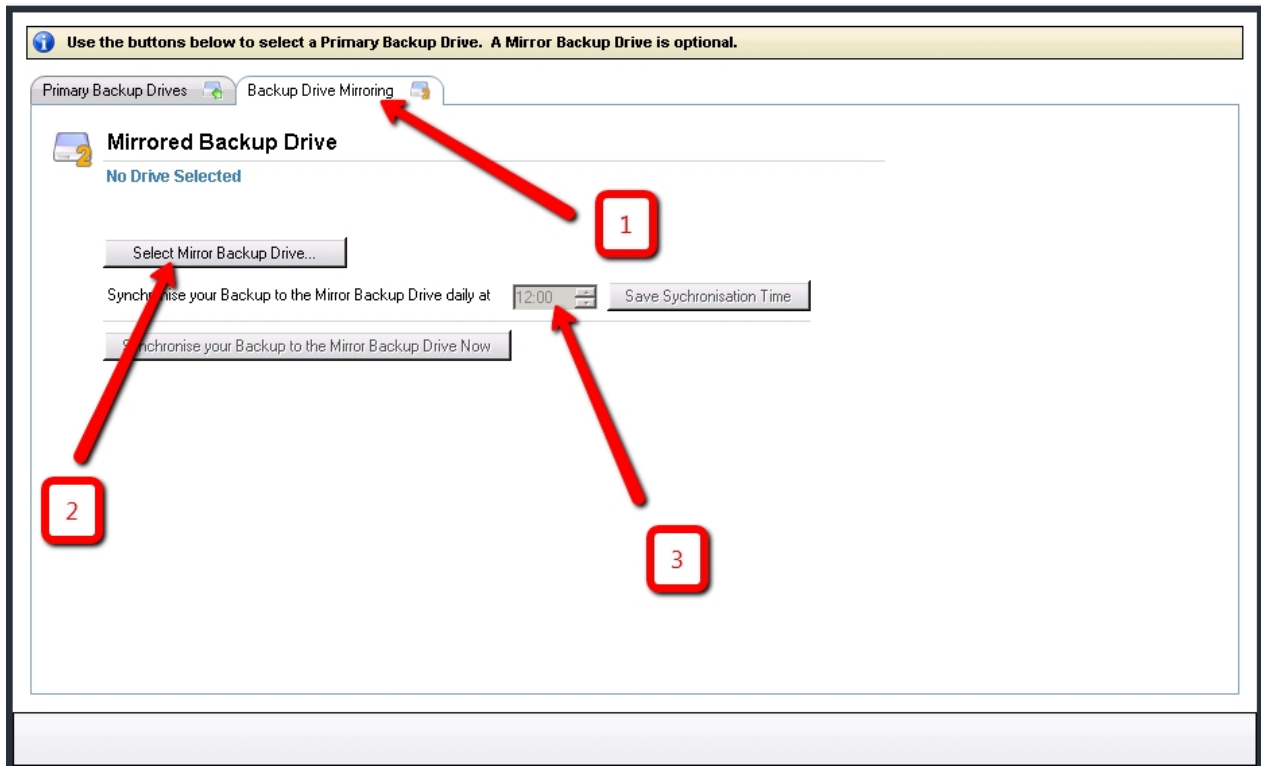 Use the buttons below to select a Primary Backup Drive. A Mirror Backup Drive is optional.
Primary Backup Drives Backup Drive Mirroring
Mirrored Backup Drive
No Drive Selected
1
Select Mirror Backup Drive...
Synchronise your Backup to the Mirror Backup Drive daily at 12:00 Save Sychronisation Time
Synchronise your Backup to the Mirror Backup Drive Now
2
3